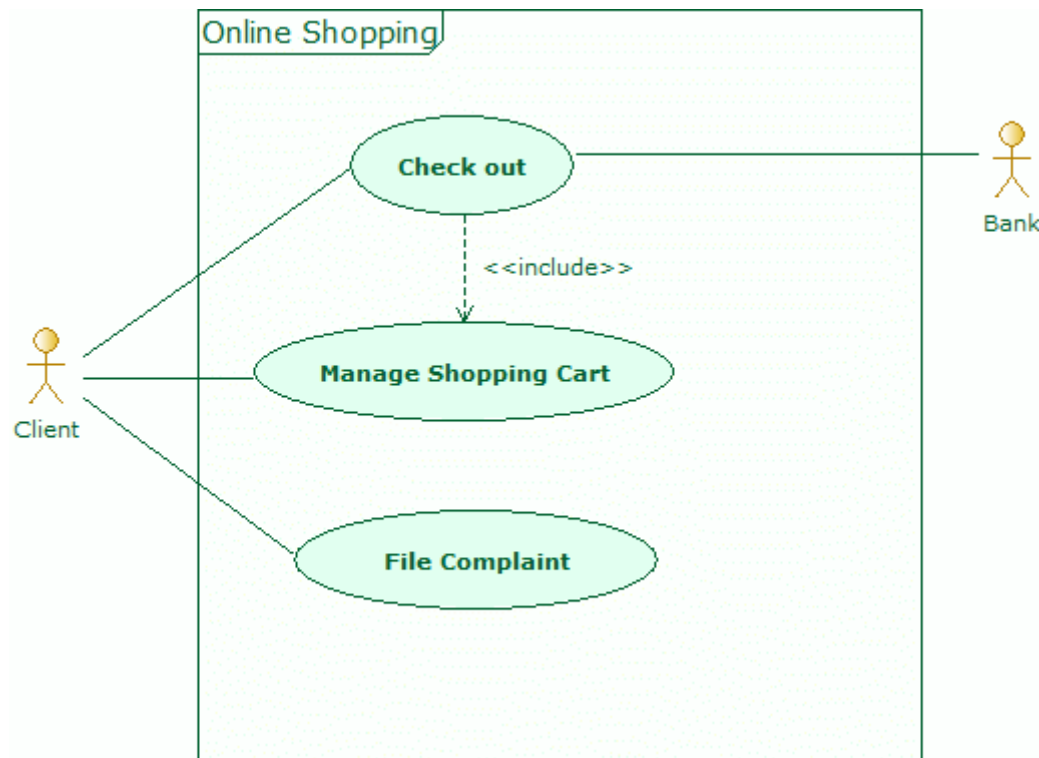 Online Shopping
Check out
Bank
<<include>>
Manage Shopping Cart
Client
File Complaint